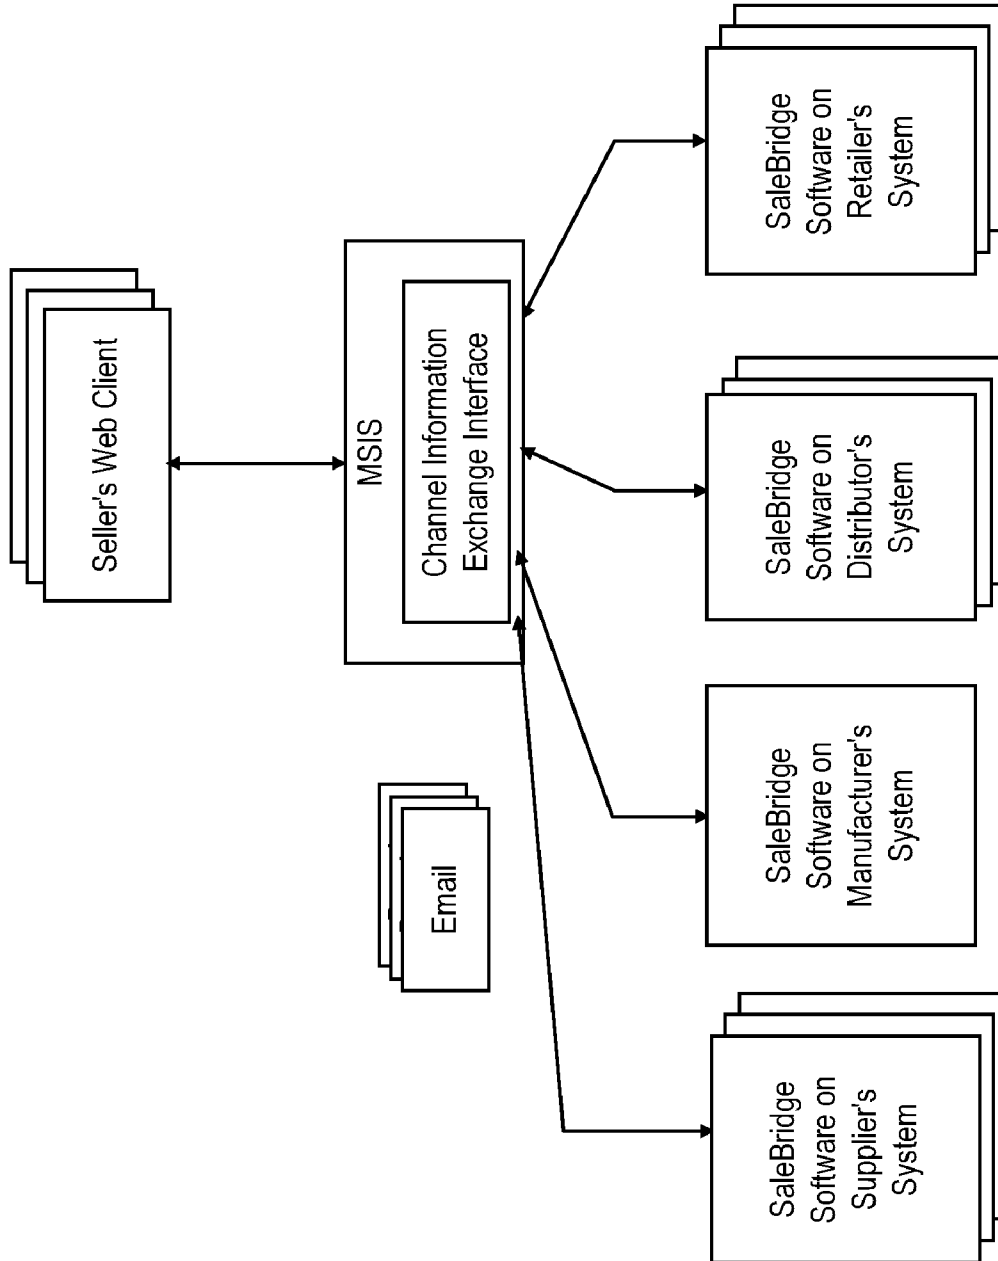 Seller's Web Client
MSIS
Channel Information
Exchange Interface
Email
SaleBridge
Software on
Supplier's
System
SaleBridge
Software on
Manufacturer's
System
SaleBridge
Software on
Distributor's
System
SaleBridge
Software on
Retailer's
System